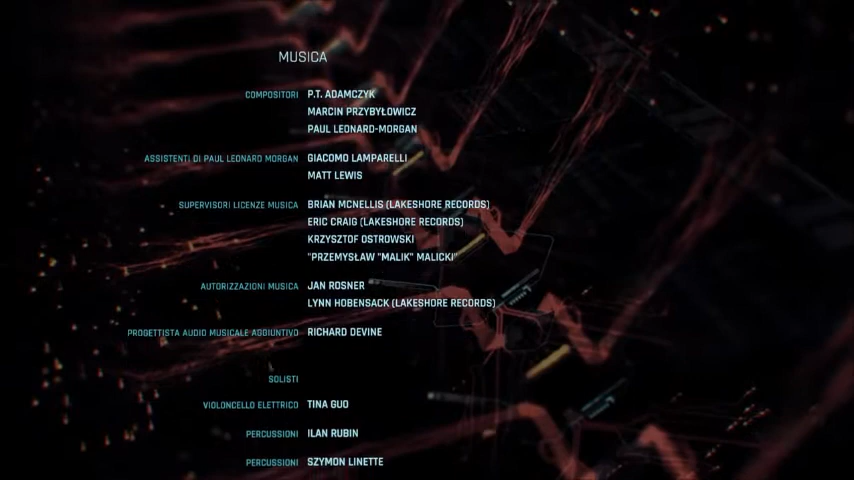 MUSICA
COMPOSITORI P.T. ADAMCZYK
MARCIN PRZYBYŁOWICZ
PAUL LEONARD-MORGAN
ASSISTENTI DI PAUL LEONARD MORGAN GIACOMO LAMPARELLI
MATT LEWIS
SUPERVISORI LICENZE MUSICA BRIAN MCNELLIS (LAKESHORE RECORDS)
ERIC CRAIG (LAKESHORE RECORDS)
KRZYSZTOF OSTROWSKI
"PRZEMYSŁAW "MALIK" MALICKI"
AUTORIZZAZIONI MUSICA JAN ROSNER
LYNN HOBENSACK (LAKESHORE RECORDS)
PROGETTISTA AUDIO MUSICALE AGGIUNTIVO RICHARD DEVINE
SOLISTI
VIOLONCELLO ELETTRICO TINA GUO
PERCUSSIONI ILAN RUBIN
PERCUSSIONI SZYMON LINETTE